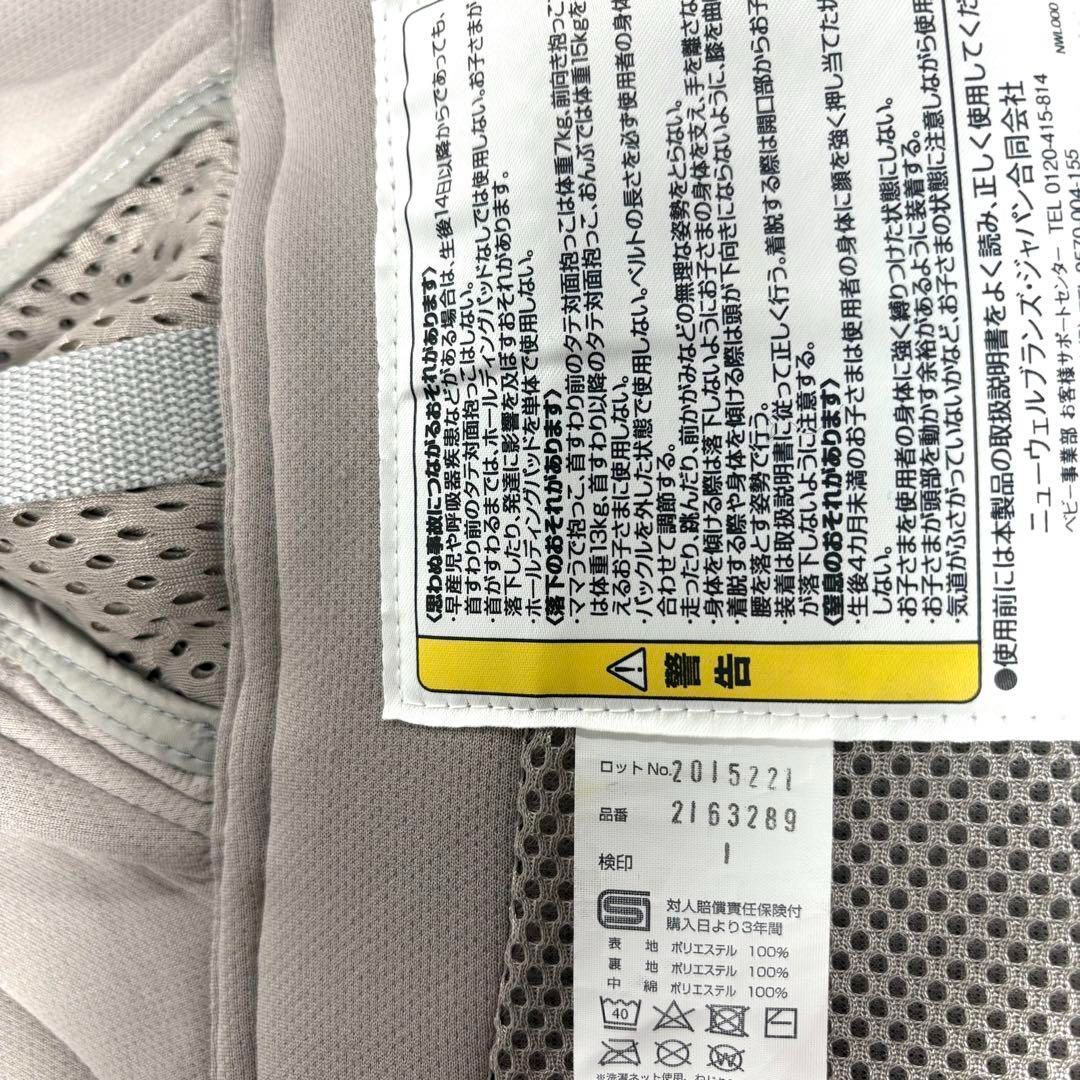 警告
〈思わぬ事故につながるおそれがあります〉
・早産児や呼吸器疾患などがある場合は、生後14日以降からであっても、
首すわり前のタテ対面抱っこはしない。
・首がすわるまでは、ホールディングパッドなしでは使用しない。お子さまが
落下したり、発達に影響を及ぼすおそれがあります。
・ホールディングパッドを単体で使用しない。
〈落下のおそれがあります〉
・ママうで抱っこ、首すわり前のタテ対面抱っこは体重7kg、前向き抱っこ
は体重13kg、首すわり以降のタテ対面抱っこ、おんぶでは体重15kgを
えるお子さまに使用しない。
・バックルを外した状態で使用しない。ベルトの長さを必ず使用者の身体
合わせて調節する。
・走ったり、跳んだり、前かがみなどの無理な姿勢をとらない。
・身体を傾ける際は落下しないようにお子さまの身体を支え、手を離さな
・着脱する際や身体を傾ける際は頭が下向きにならないように、膝を曲げ
腰を落とす姿勢で行う。
・装着は取扱説明書に従って正しく行う。着脱する際は開口部からお子
が落下しないように注意する。
〈窒息のおそれがあります〉
・生後4カ月未満のお子さまは使用者の身体に顔を強く押し当てた状
しない。
・お子さまを使用者の身体に強く縛りつけた状態にしない。
・お子さまが頭部を動かす余裕があるように装着する。
・気道がふさがっていないかなど、お子さまの状態に注意しながら使用
●使用前には本製品の取扱説明書をよく読み、正しく使用してくだ
ニューウェルブランズ・ジャパン合同会社
ベビー事業部 お客様サポートセンター TEL 0120-415-814
0570-004-155
NWL000
ロットNo. 2015221
品番 2163289
検印 1
S 対人賠償責任保険付
購入日より3年間
表 地 ポリエステル 100%
裏 地 ポリエステル 100%
中 綿 ポリエステル 100%
40
W
※洗濯ネット使用、